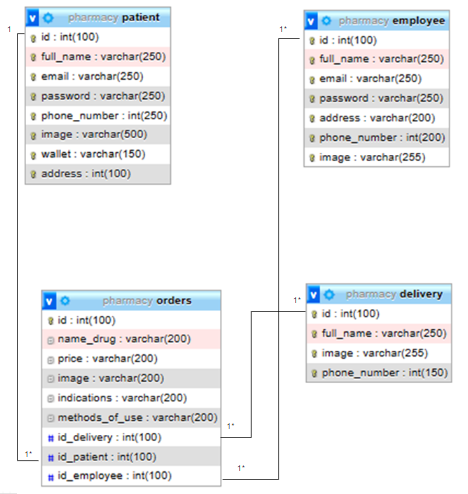 pharmacy patient
id : int(100)
full_name : varchar(250)
email : varchar(250)
password : varchar(250)
phone_number : int(250)
image : varchar(500)
wallet : varchar(150)
address : int(100)
1
pharmacy employee
id : int(100)
full_name : varchar(250)
email : varchar(250)
password : varchar(250)
address : varchar(200)
phone_number : int(200)
image : varchar(255)
1*
pharmacy orders
id : int(100)
name_drug : varchar(200)
price : varchar(200)
image : varchar(200)
indications : varchar(200)
methods_of_use : varchar(200)
id_delivery : int(100)
id_patient : int(100)
id_employee : int(100)
1*
1*
1*
pharmacy delivery
id : int(100)
full_name : varchar(250)
image : varchar(255)
phone_number : int(150)
1*